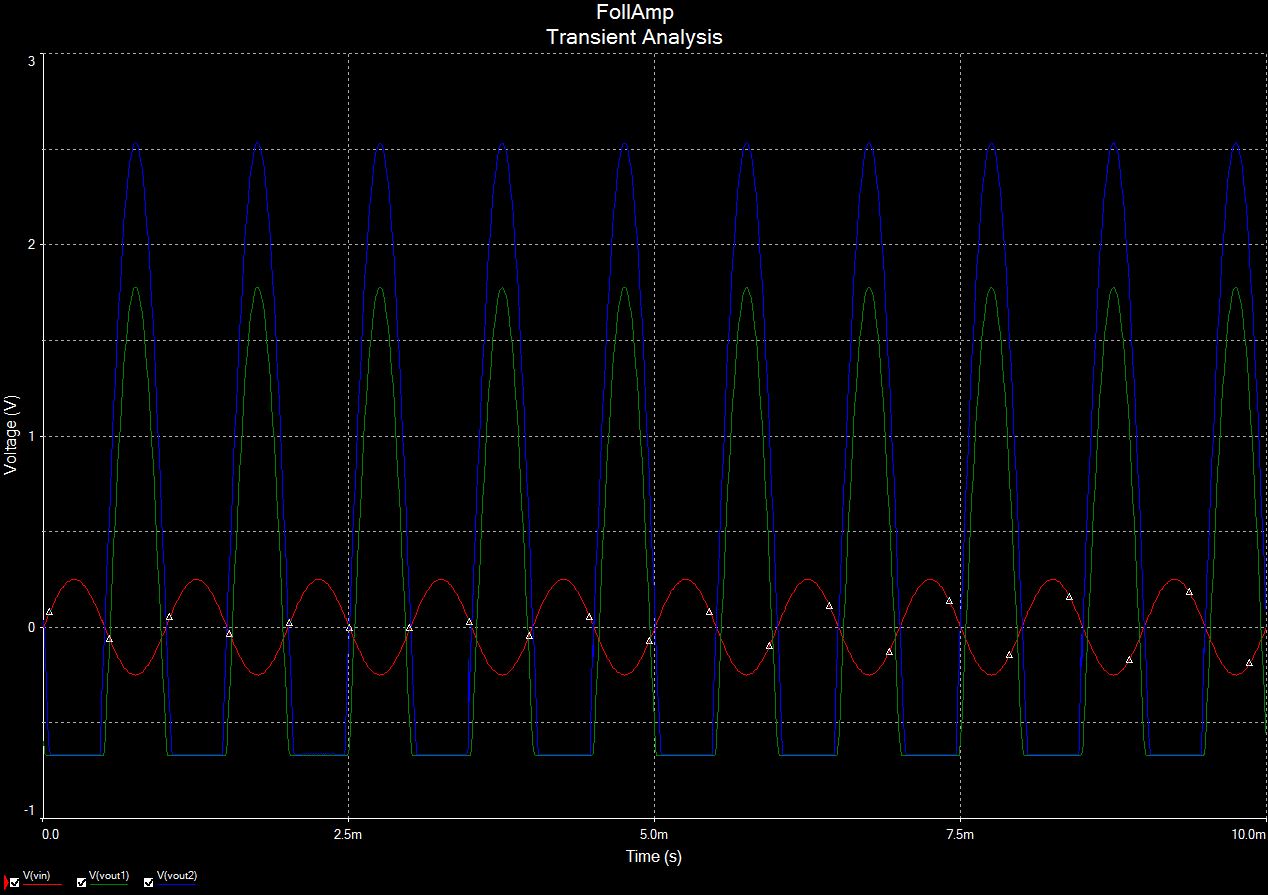 FollAmp
Transient Analysis
3
2
1
0
-1
Voltage (V)
0.0 2.5m 5.0m 7.5m 10.0m
Time (s)
V(vin) V(vout1) V(vout2)